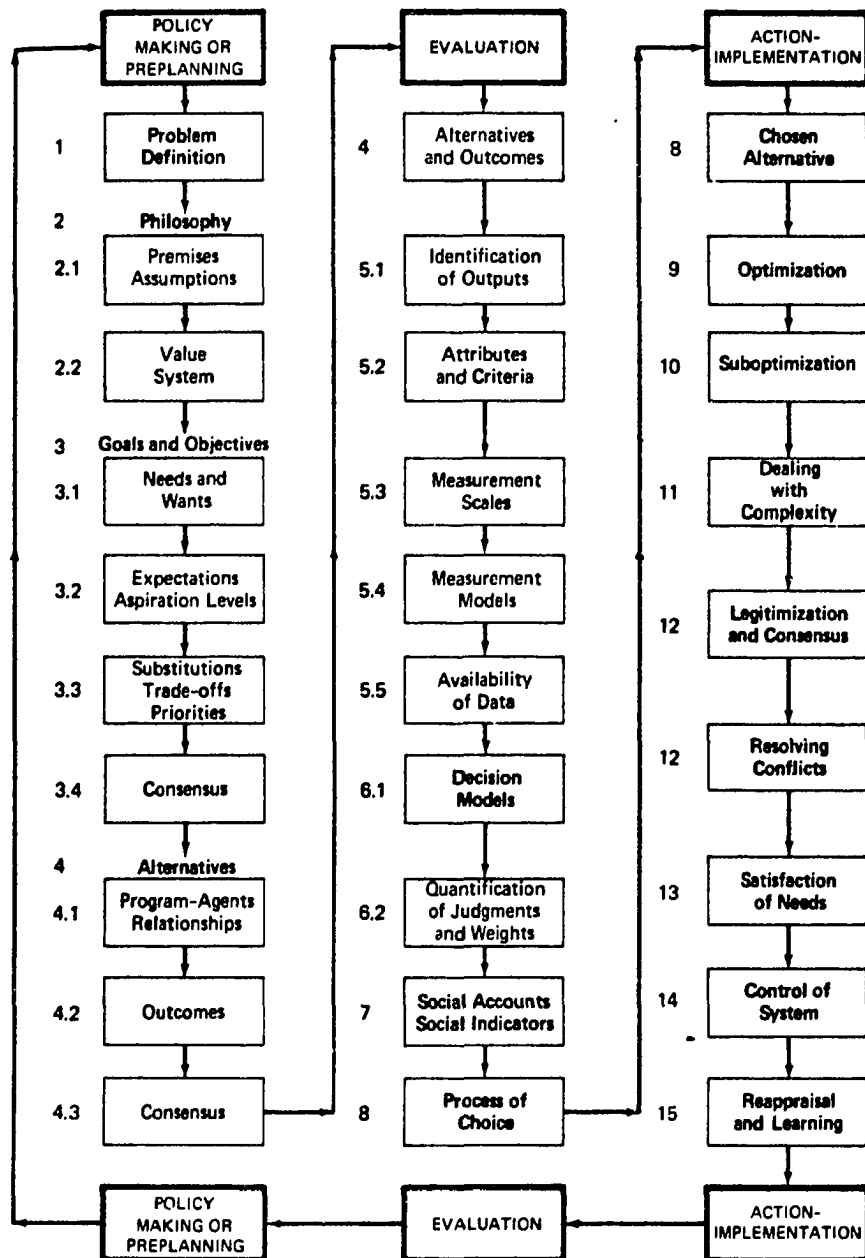 POLICY
MAKING OR
PREPLANNING
1
Problem
Definition
2
Philosophy
2.1
Premises
Assumptions
2.2
Value
System
3
Goals and Objectives
3.1
Needs and
Wants
3.2
Expectations
Aspiration Levels
3.3
Substitutions
Trade-offs
Priorities
3.4
Consensus
4
Alternatives
4.1
Program-Agents
Relationships
4.2
Outcomes
4.3
Consensus
POLICY
MAKING OR
PREPLANNING
EVALUATION
4
Alternatives
and Outcomes
5.1
Identification
of Outputs
5.2
Attributes
and Criteria
5.3
Measurement
Scales
5.4
Measurement
Models
5.5
Availability
of Data
6.1
Decision
Models
6.2
Quantification
of Judgments
and Weights
7
Social Accounts
Social Indicators
8
Process of
Choice
EVALUATION
ACTION-
IMPLEMENTATION
8
Chosen
Alternative
9
Optimization
10
Suboptimization
11
Dealing
with
Complexity
12
Legitimization
and Consensus
12
Resolving
Conflicts
13
Satisfaction
of Needs
14
Control of
System
15
Reappraisal
and Learning
ACTION-
IMPLEMENTATION